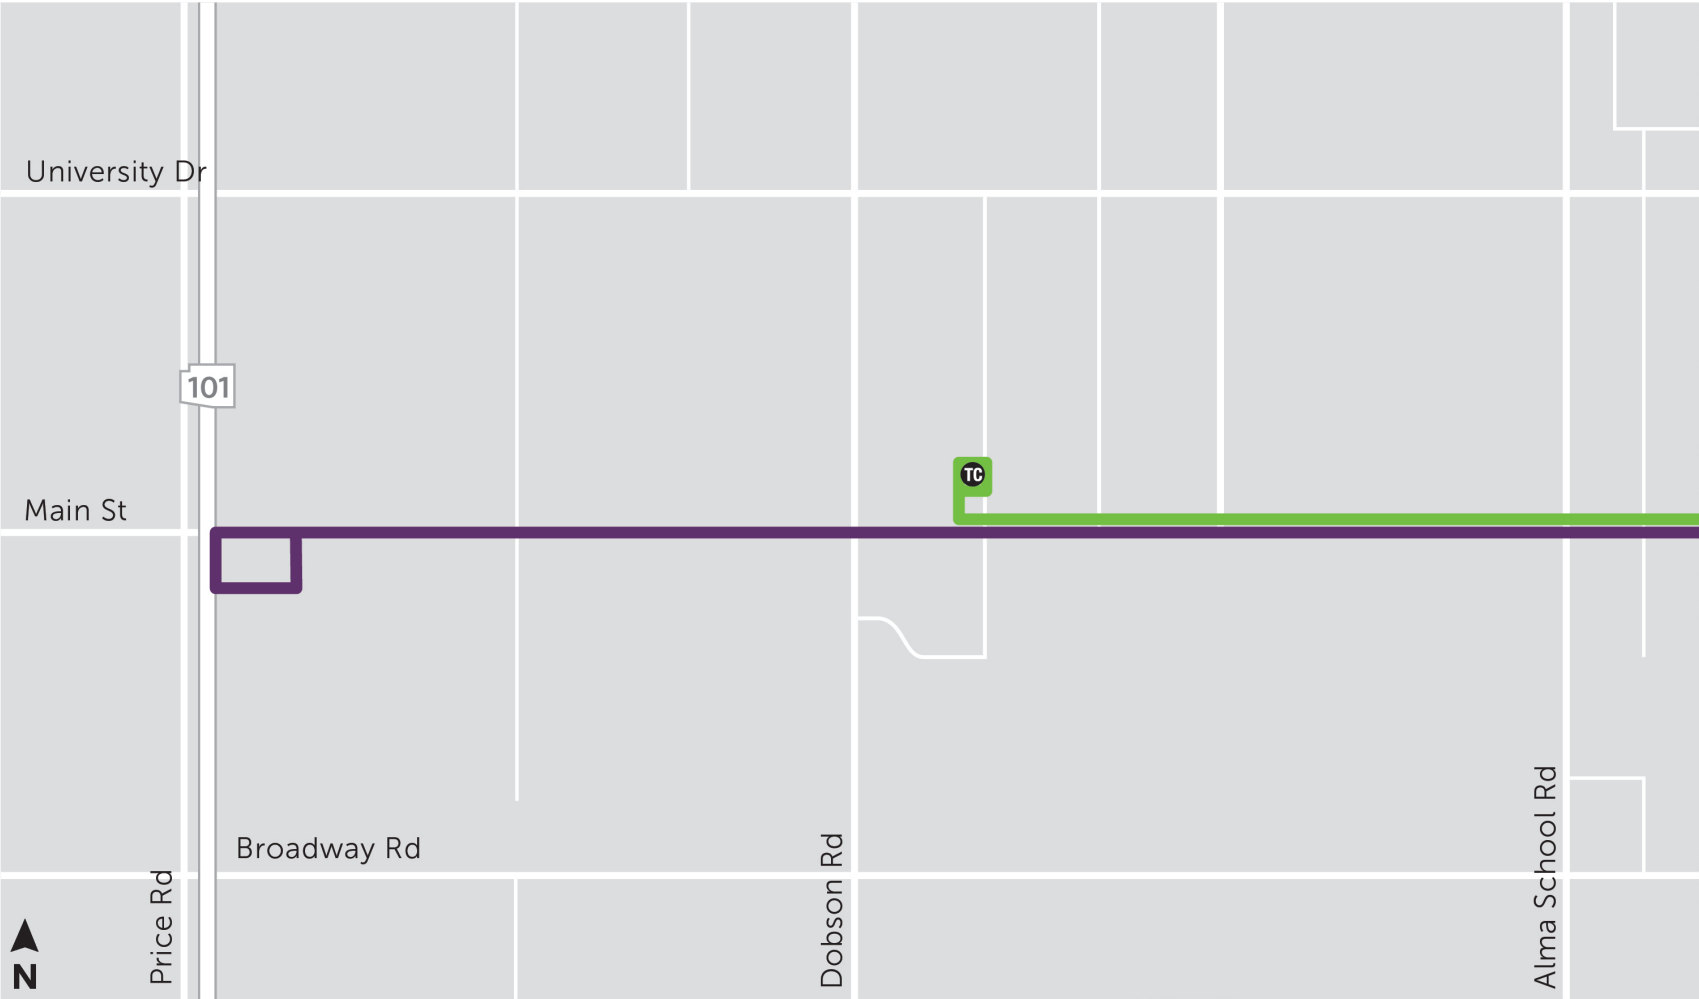 University Dr
101
TC
Main St
Broadway Rd
Price Rd
Dobson Rd
Alma School Rd
N